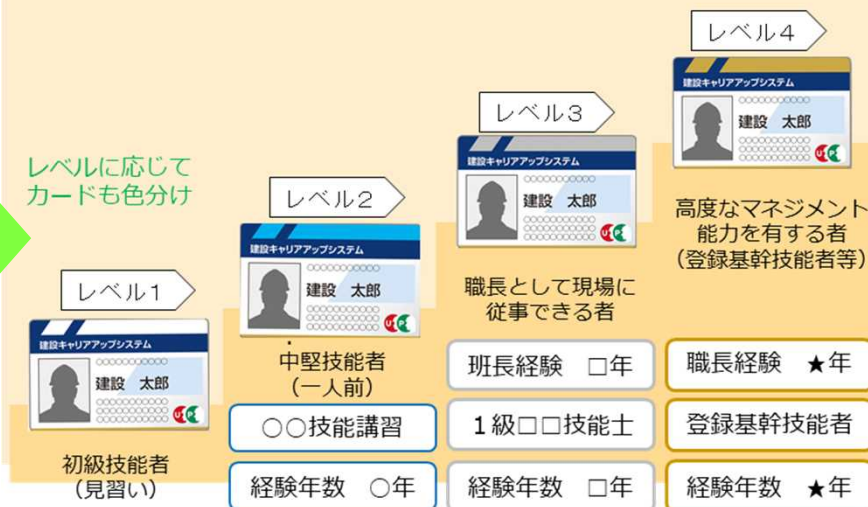 レベルに応じて
カードも色分け
レベル1
建設キャリアアップシステム
○○○○○○○○○○○
建設 太郎
初級技能者
(見習い)
レベル2
建設キャリアアップシステム
○○○○○○○○○○○
建設 太郎
中堅技能者
(一人前)
○○技能講習
経験年数 ○年
レベル3
建設キャリアアップシステム
○○○○○○○○○○○
建設 太郎
職長として現場に
従事できる者
班長経験 □年
1級□□技能士
経験年数 □年
レベル4
建設キャリアアップシステム
○○○○○○○○○○○
建設 太郎
高度なマネジメント
能力を有する者
(登録基幹技能者等)
職長経験 ★年
登録基幹技能者
経験年数 ★年